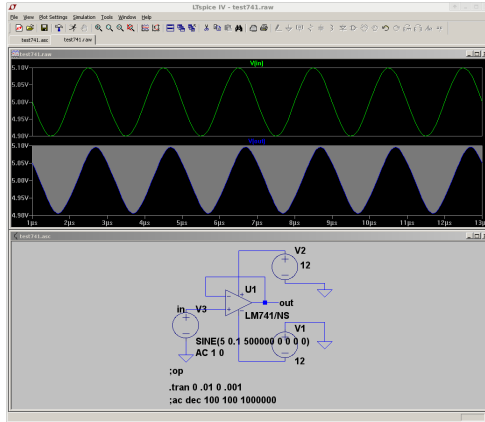 LTspice IV - test741.raw
File View Plot Settings Simulation Tools Window Help
test741.asc test741.raw
test741.raw
V(in)
5.10V
5.05V
5.00V
4.95V
4.90V
5.10V
5.05V
5.00V
4.95V
4.90V
1µs 2µs 3µs 4µs 5µs 6µs 7µs 8µs 9µs 10µs 11µs 12µs 13µ
test741.asc
V2
12
U1
out
LM741/NS
in V3
V1
SINE(5 0.1 500000 0 0 0 0)
AC 1 0
12
;op
.tran 0 .01 0 .001
;ac dec 100 100 1000000